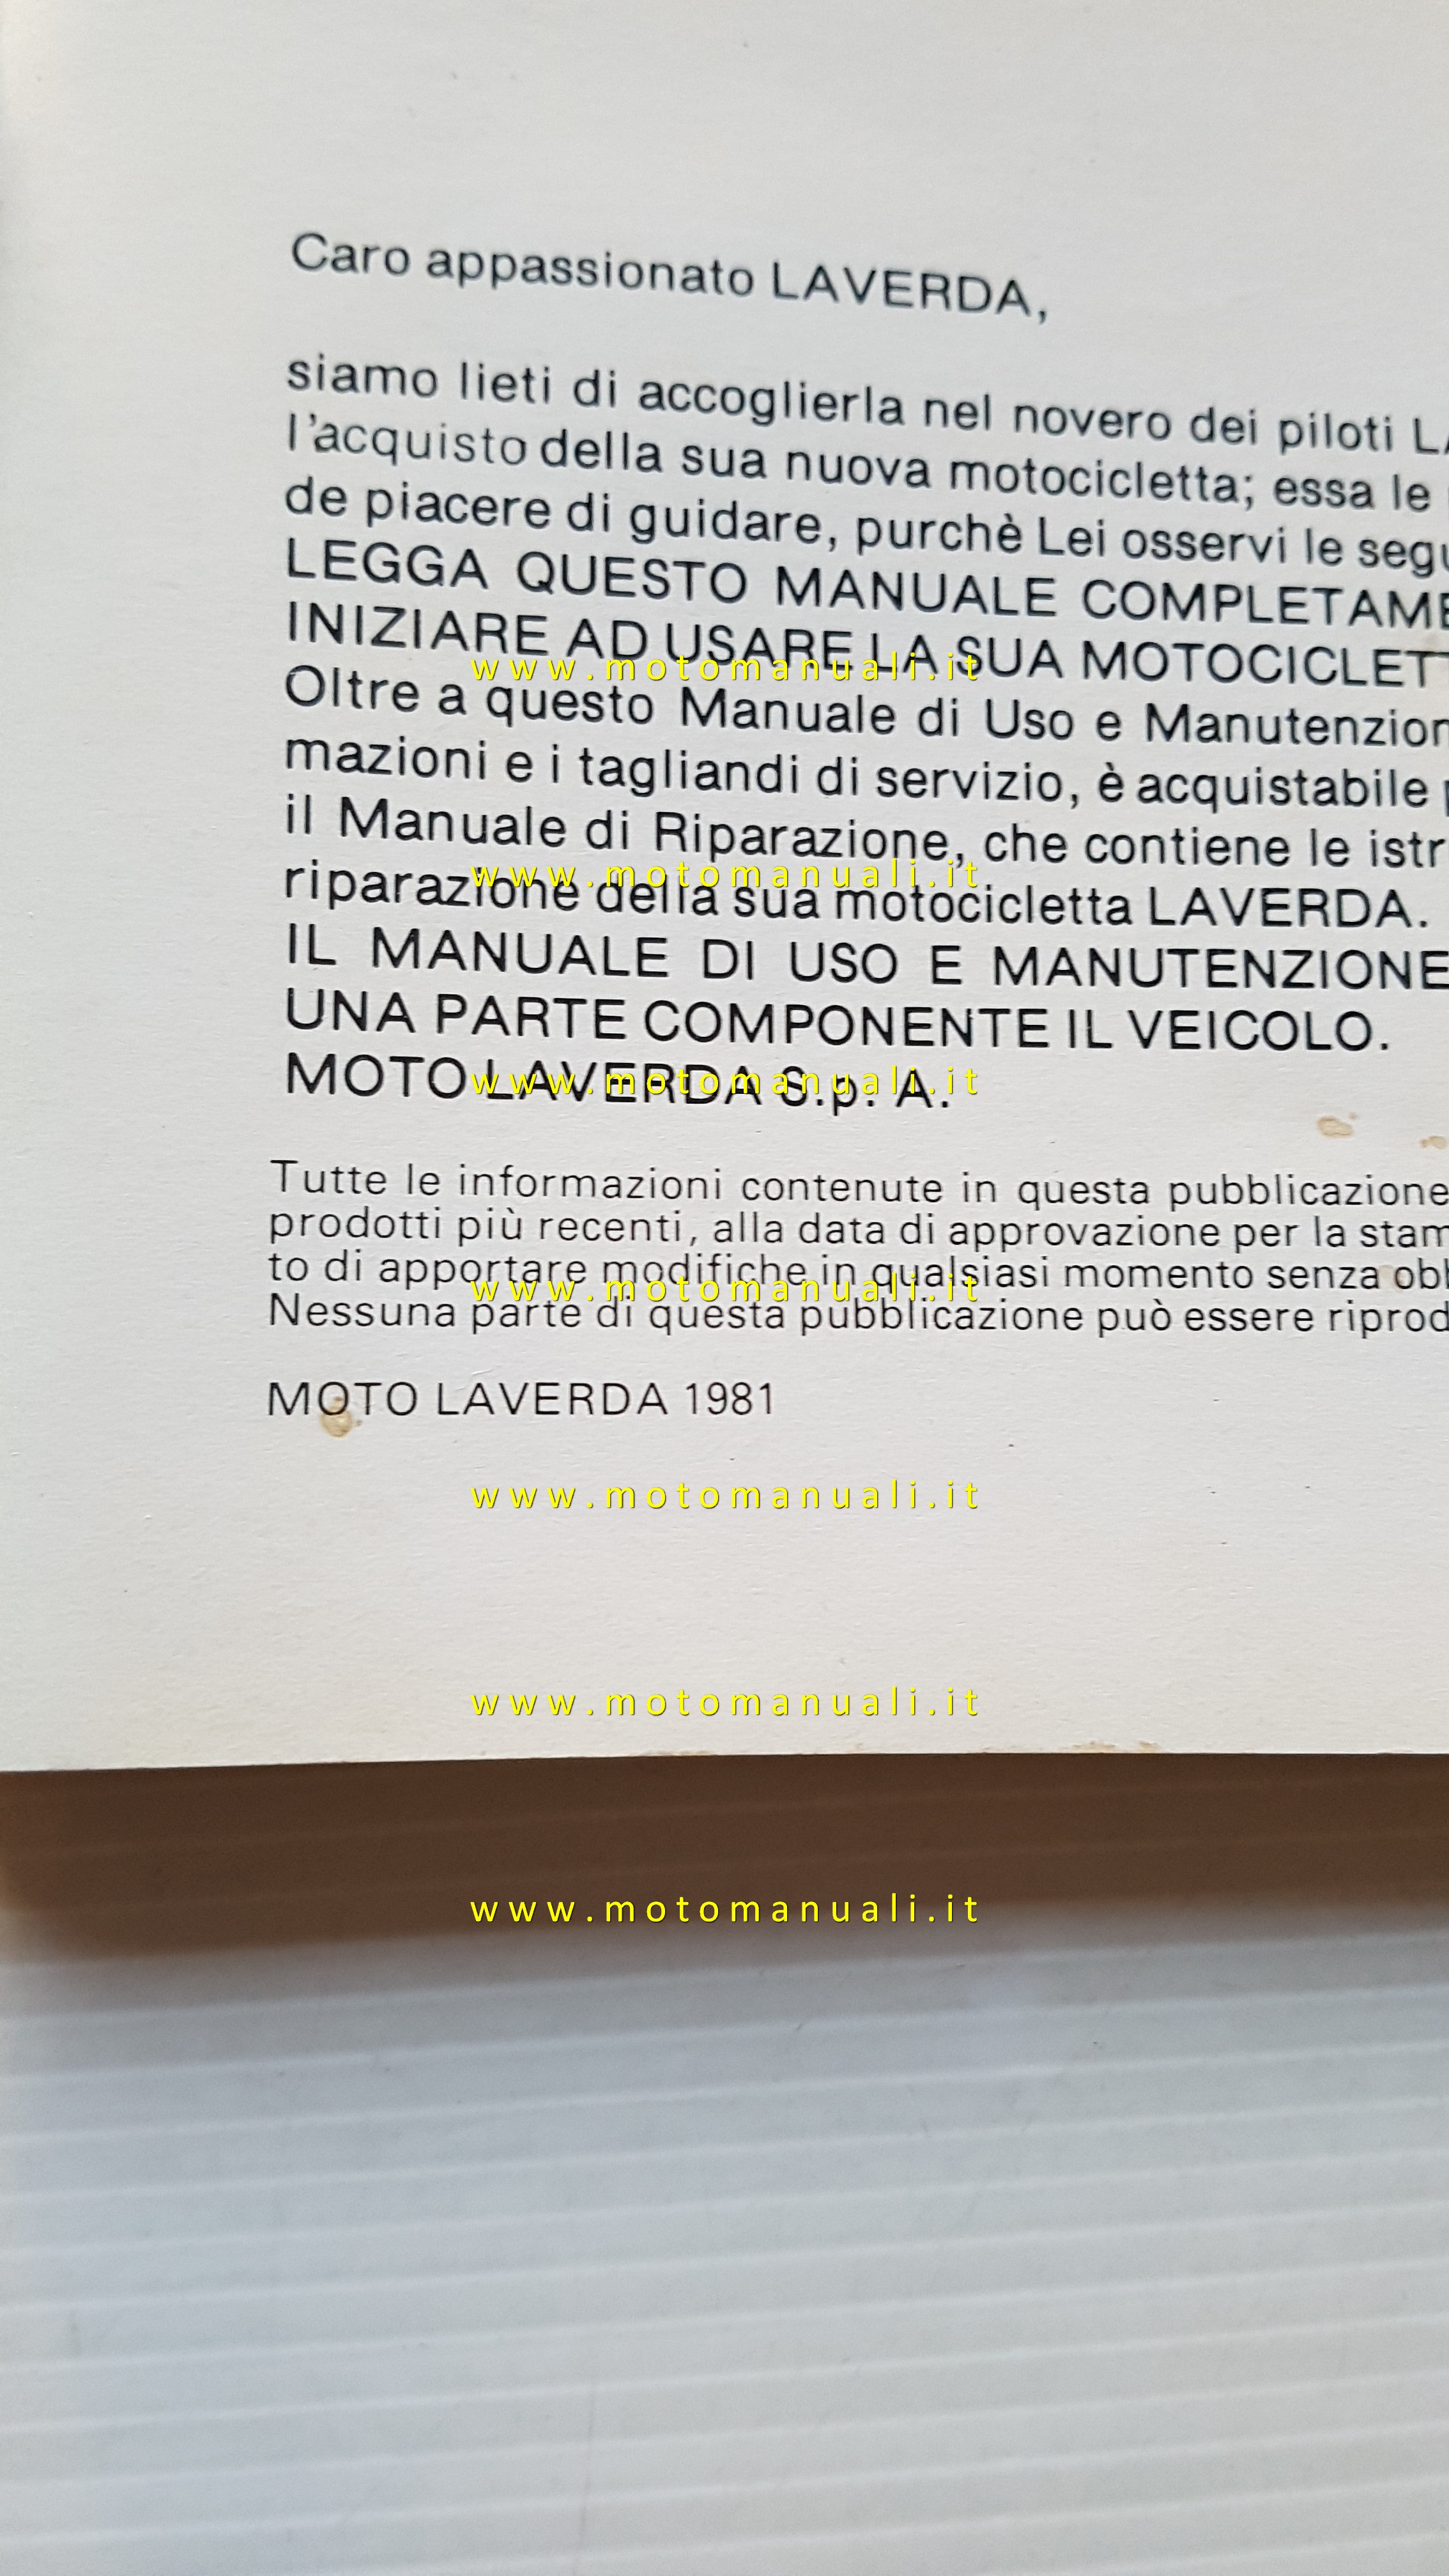 Caro appassionato LAVERDA,
siamo lieti di accoglierla nel novero dei piloti
l'acquisto della sua nuova motocicletta; essa le
de piacere di guidare, purchè Lei osservi le
LEGGA QUESTO MANUALE
INIZIARE AD USARE LA SUA
www.motomanuali.it
Oltre a questo Manuale di Uso e
mazioni e i tagliandi di servizio, è acquistabile
il Manuale di Riparazione, che contiene le
www.motomanuali.it
riparazione della sua motocicletta LAVERDA.
IL MANUALE DI USO E MANUTENZIONE
UNA PARTE COMPONENTE IL VEICOLO.
MOTO LAVERDA S.p. A.
www.motomanuali.it
Tutte le informazioni contenute in questa pubblicazione
prodotti più recenti, alla data di approvazione per la
to di apportare modifiche in qualsiasi momento senza
www.motomanuali.it
Nessuna parte di questa pubblicazione può essere
MOTO LAVERDA 1981
www.motomanuali.it
www.motomanuali.it
www.motomanuali.it